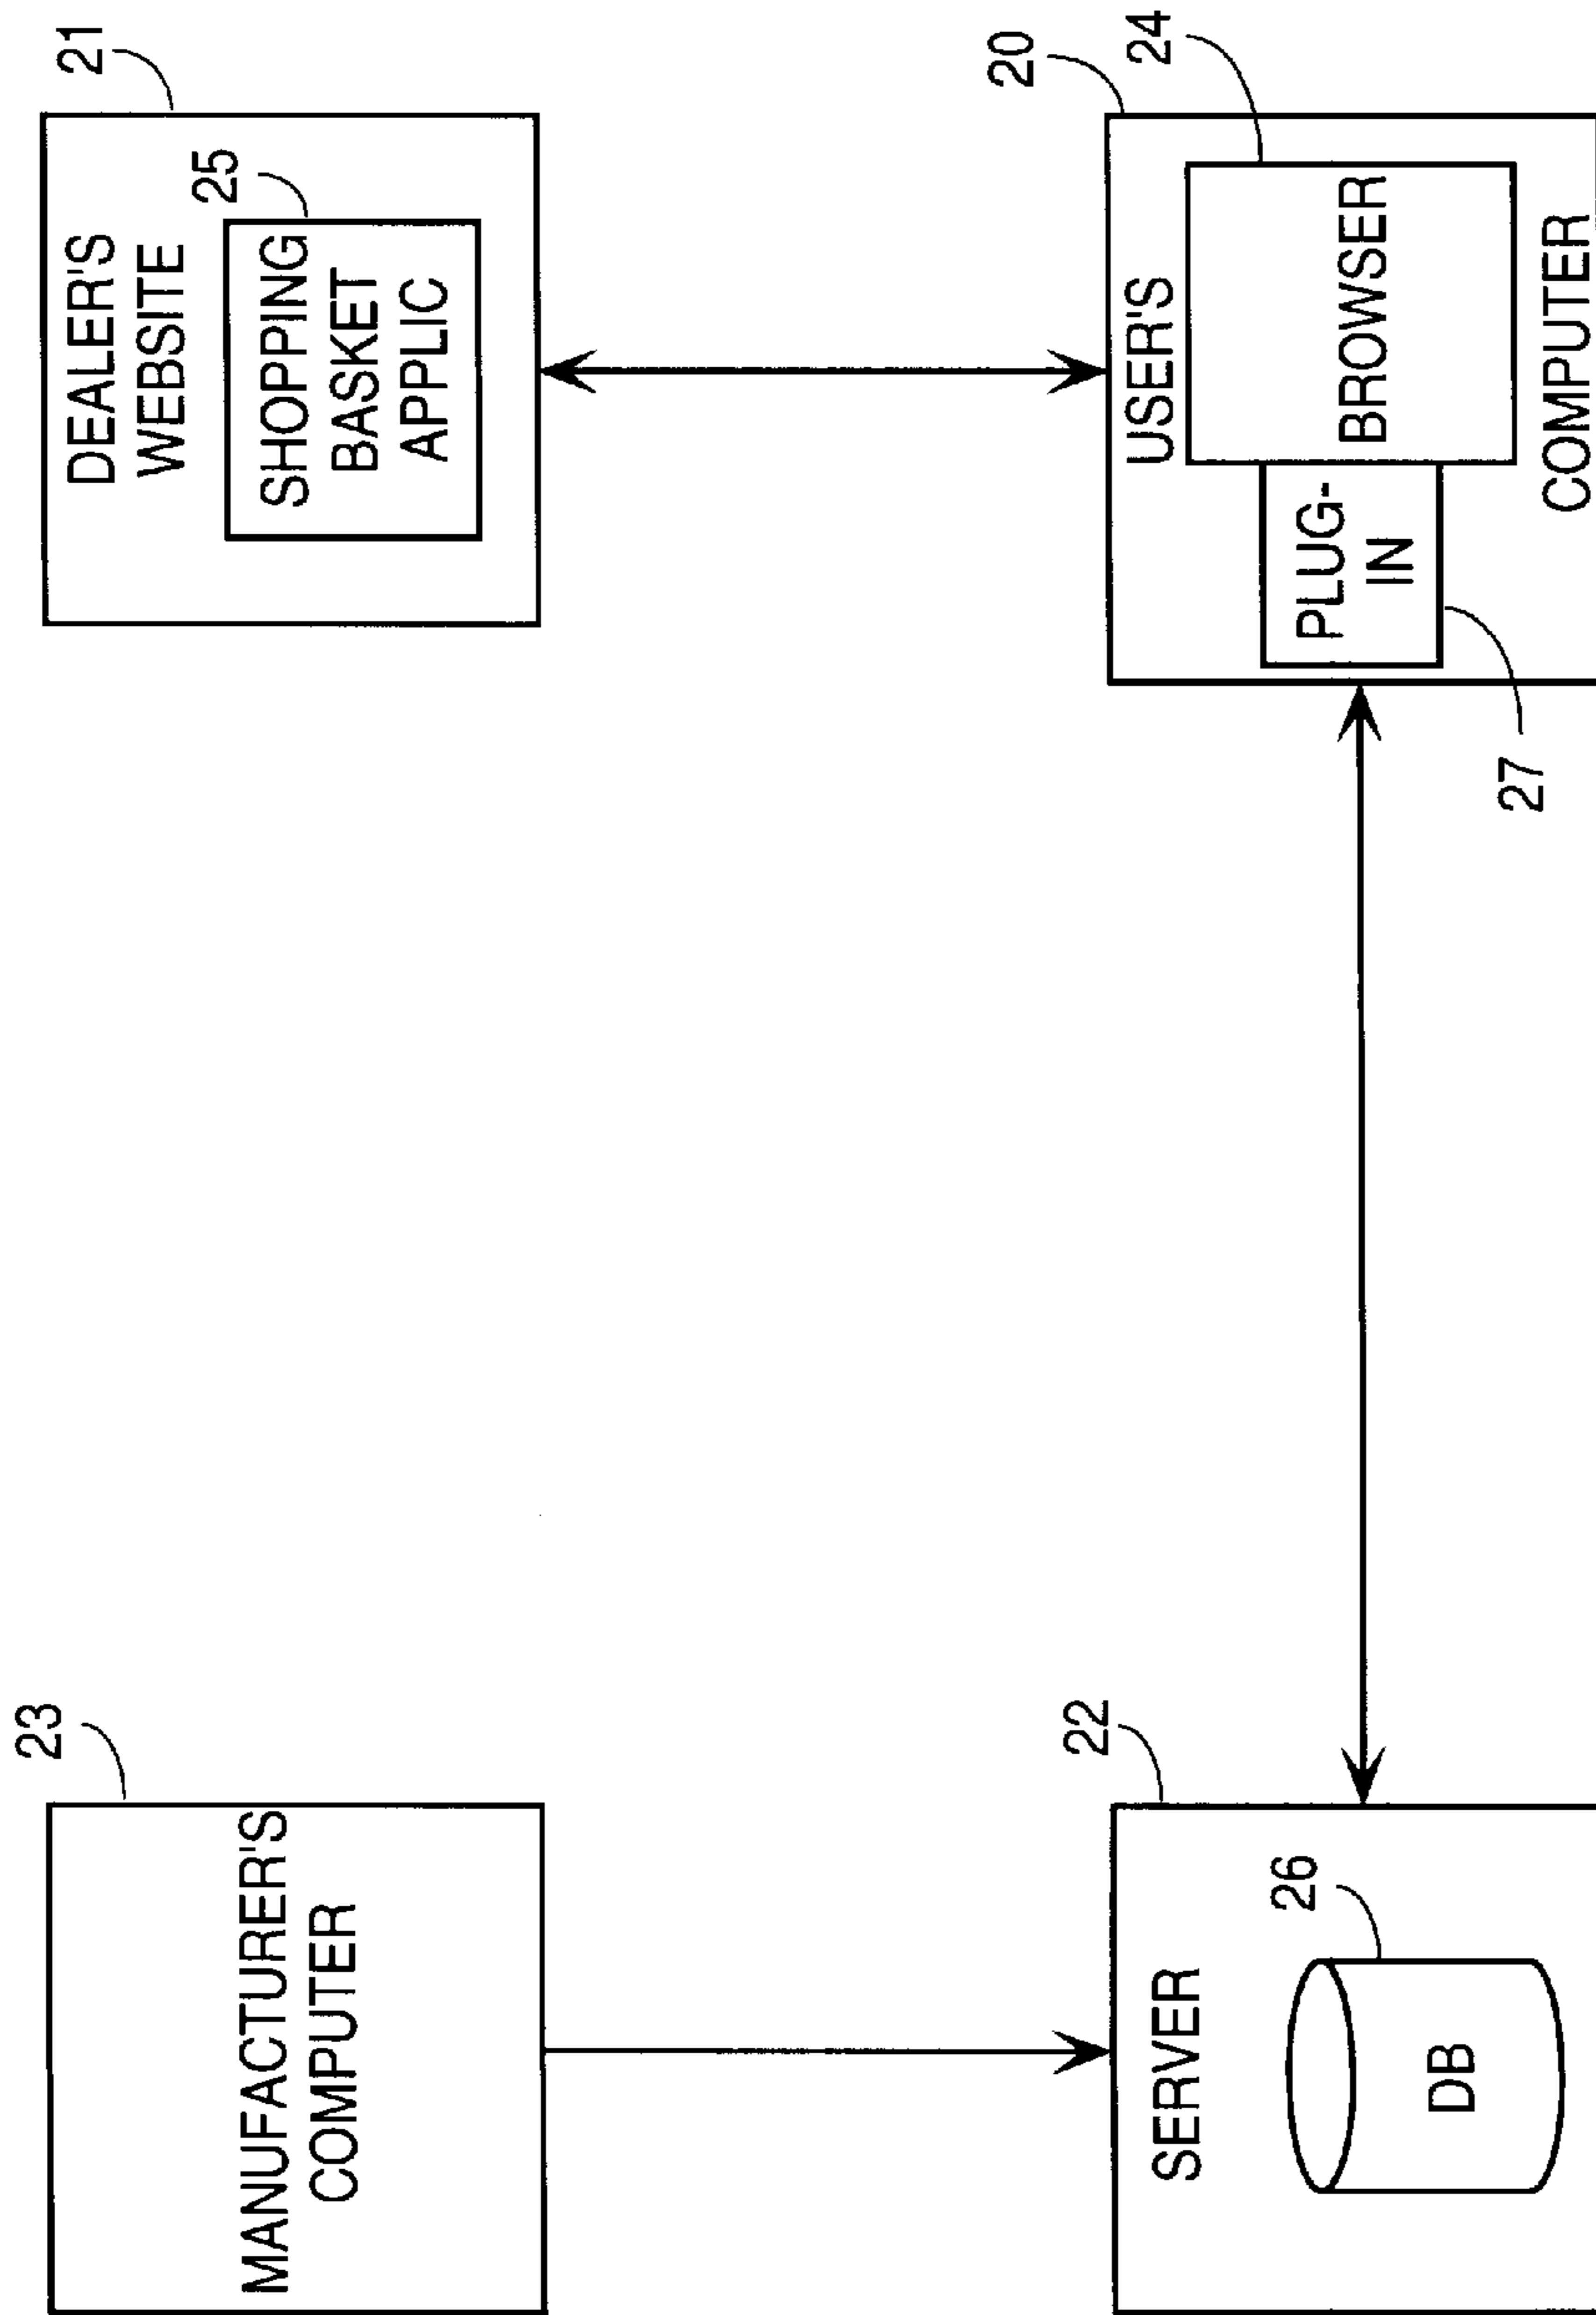 23
MANUFACTURER'S
COMPUTER
21
DEALER'S
WEBSITE
25
SHOPPING
BASKET
APPLIC
22
SERVER
26
DB
20
24
USER'S
PLUG-
IN
BROWSER
COMPUTER
27